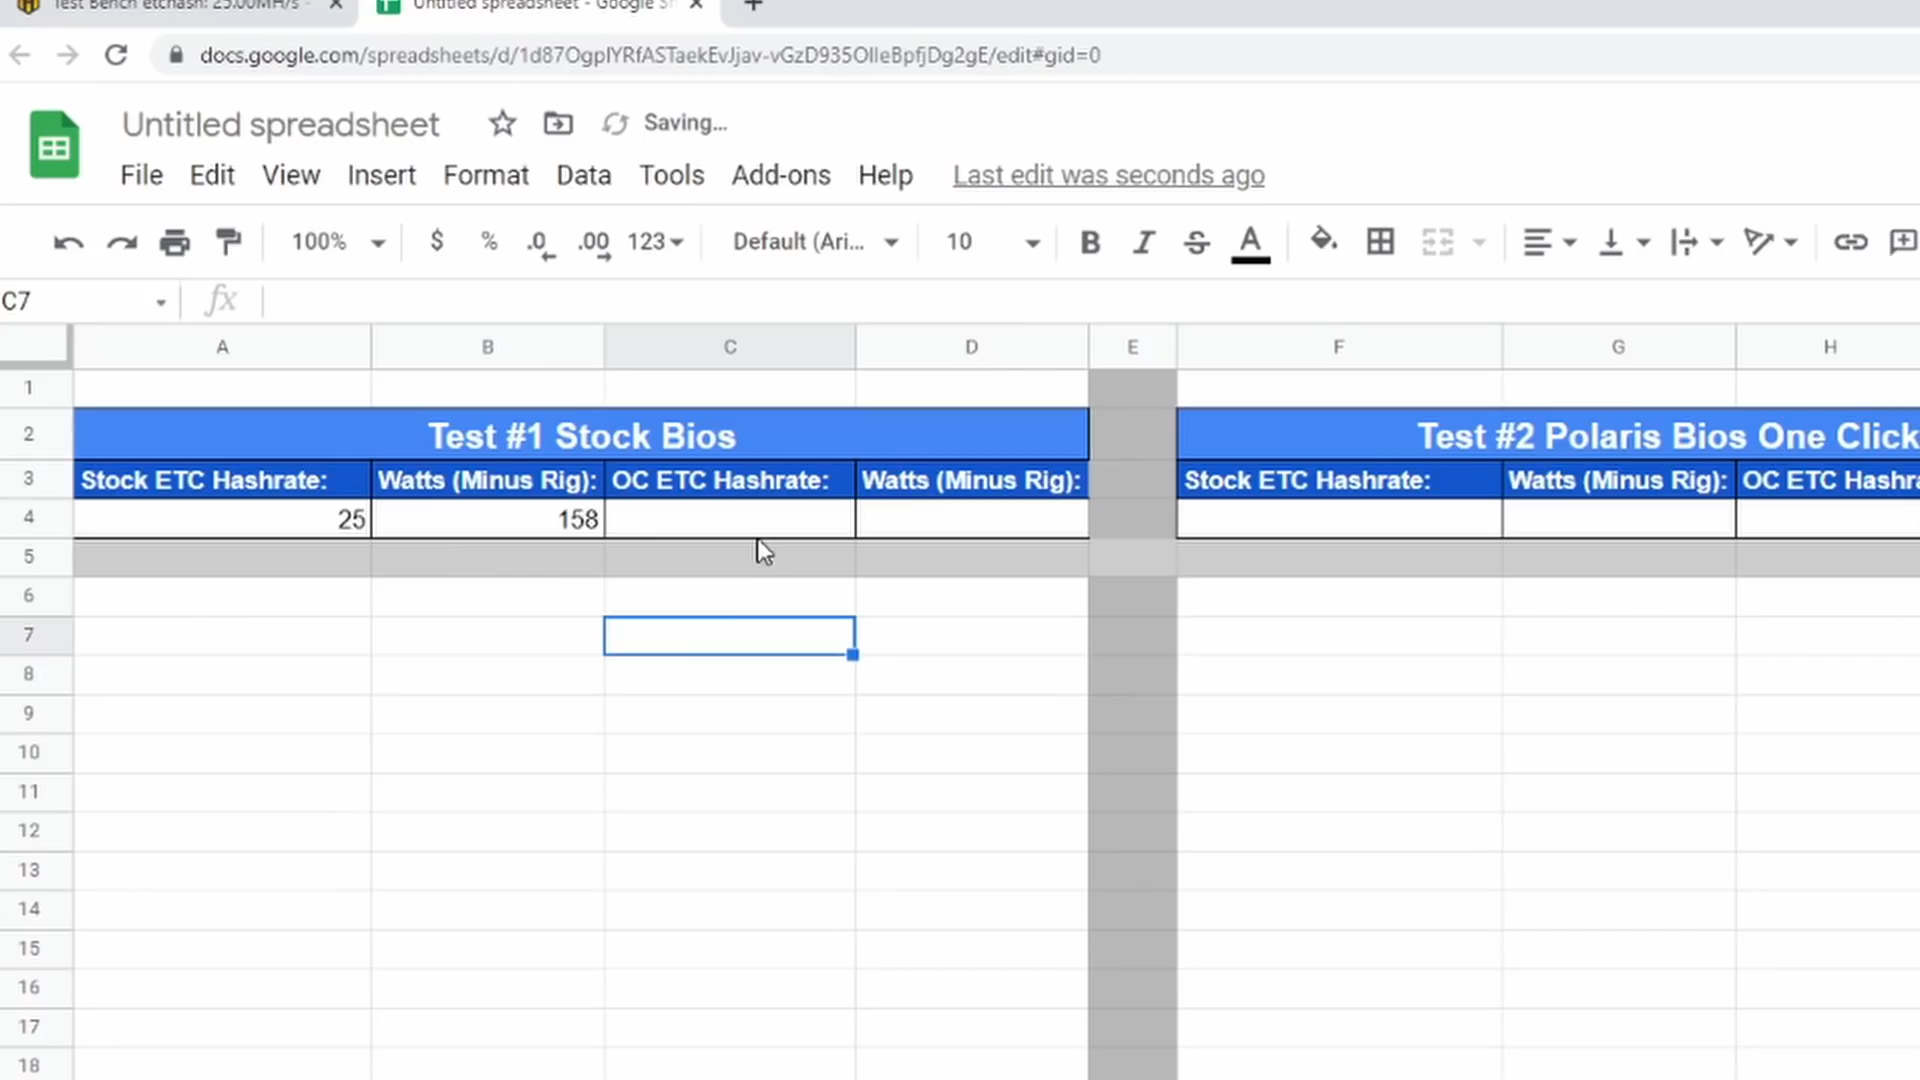 Test Bench etchash: 25.00MH/s -
Untitled spreadsheet - Google Sh
docs.google.com/spreadsheets/d/1d87OgplYRfASTaekEvJjav-vGzD935OlleBpfjDg2gE/edit#gid=0
Untitled spreadsheet Saving...
File Edit View Insert Format Data Tools Add-ons Help Last edit was seconds ago
100% $ % .0 .00 123 Default (Ari... 10 B I S A
C7 fx
A B C D E F G H
1
2 Test #1 Stock Bios Test #2 Polaris Bios One Click
3 Stock ETC Hashrate: Watts (Minus Rig): OC ETC Hashrate: Watts (Minus Rig): Stock ETC Hashrate: Watts (Minus Rig): OC ETC Hashra
4 25 158
5
6
7
8
9
10
11
12
13
14
15
16
17
18